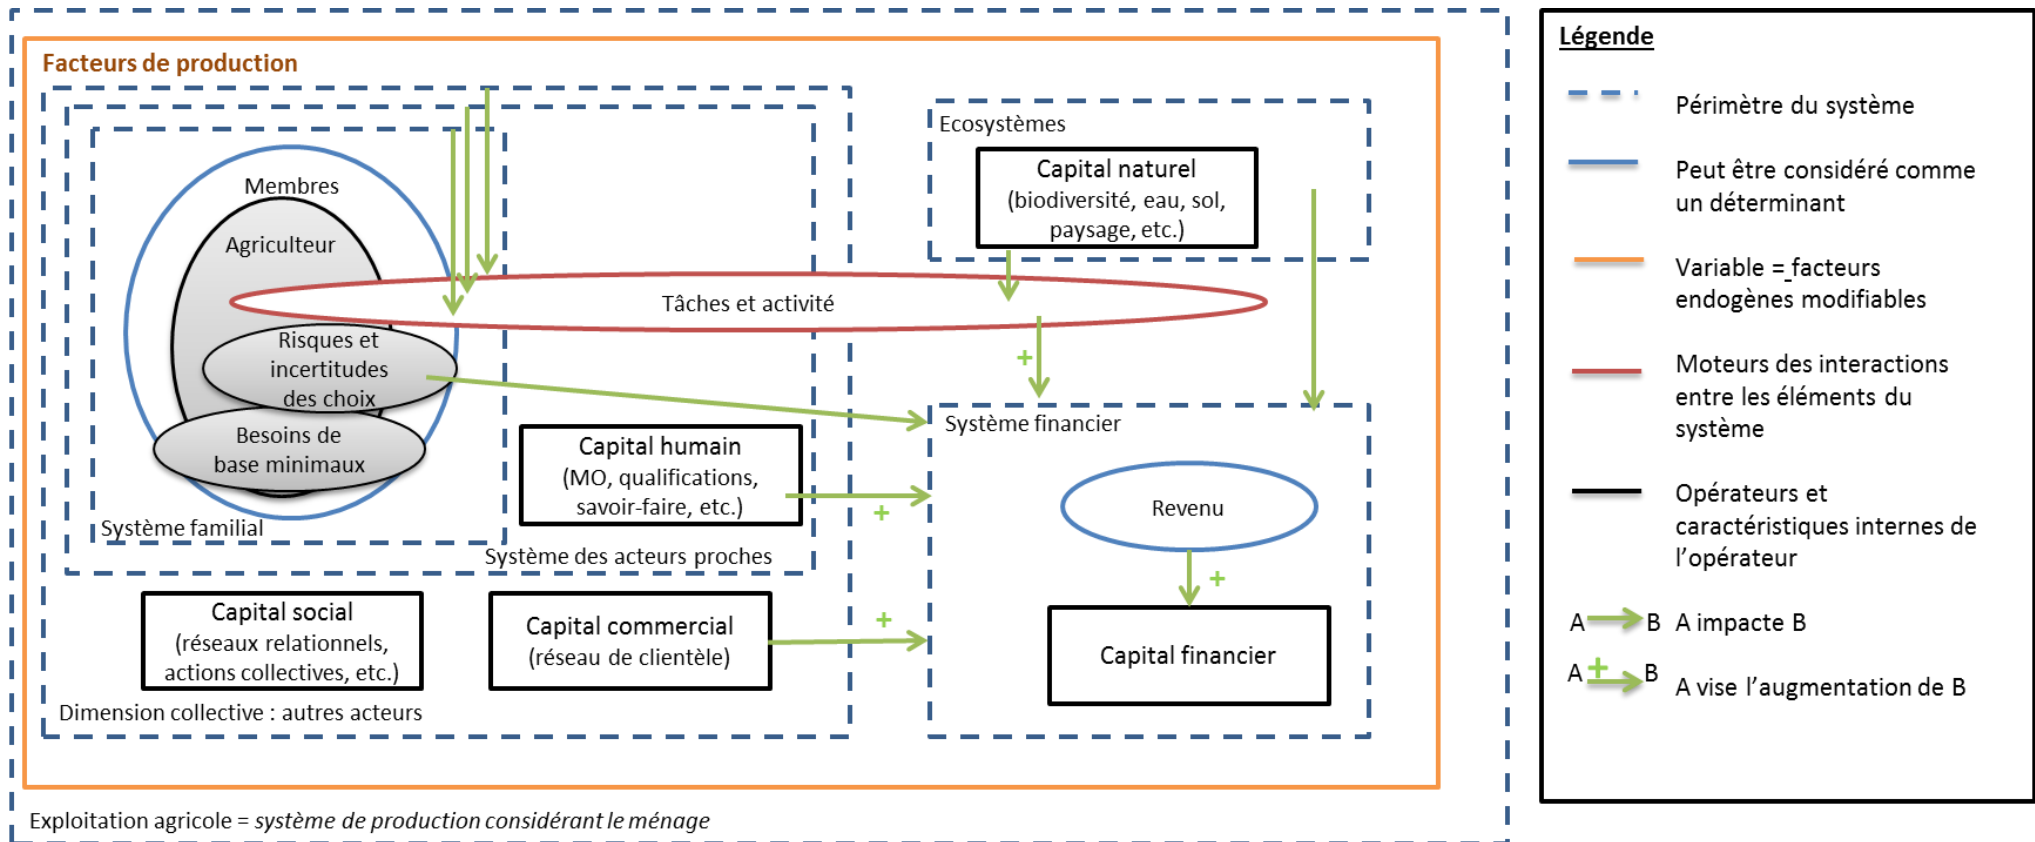 Facteurs de production
Membres
Agriculteur
Risques et
incertitudes
des choix
Besoins de
base minimaux
Système familial
Tâches et activité
Capital humain
(MO, qualifications,
savoir-faire, etc.)
Système des acteurs proches
Capital social
(réseaux relationnels,
actions collectives, etc.)
Capital commercial
(réseau de clientèle)
Dimension collective : autres acteurs
Ecosystèmes
Capital naturel
(biodiversité, eau, sol,
paysage, etc.)
+
+
+
Système financier
Revenu
+
Capital financier
Exploitation agricole = système de production considérant le ménage
Légende
Périmètre du système
Peut être considéré comme
un déterminant
Variable = facteurs
endogènes modifiables
Moteurs des interactions
entre les éléments du
système
Opérateurs et
caractéristiques internes de
l'opérateur
A B A impacte B
A + B A vise l'augmentation de B